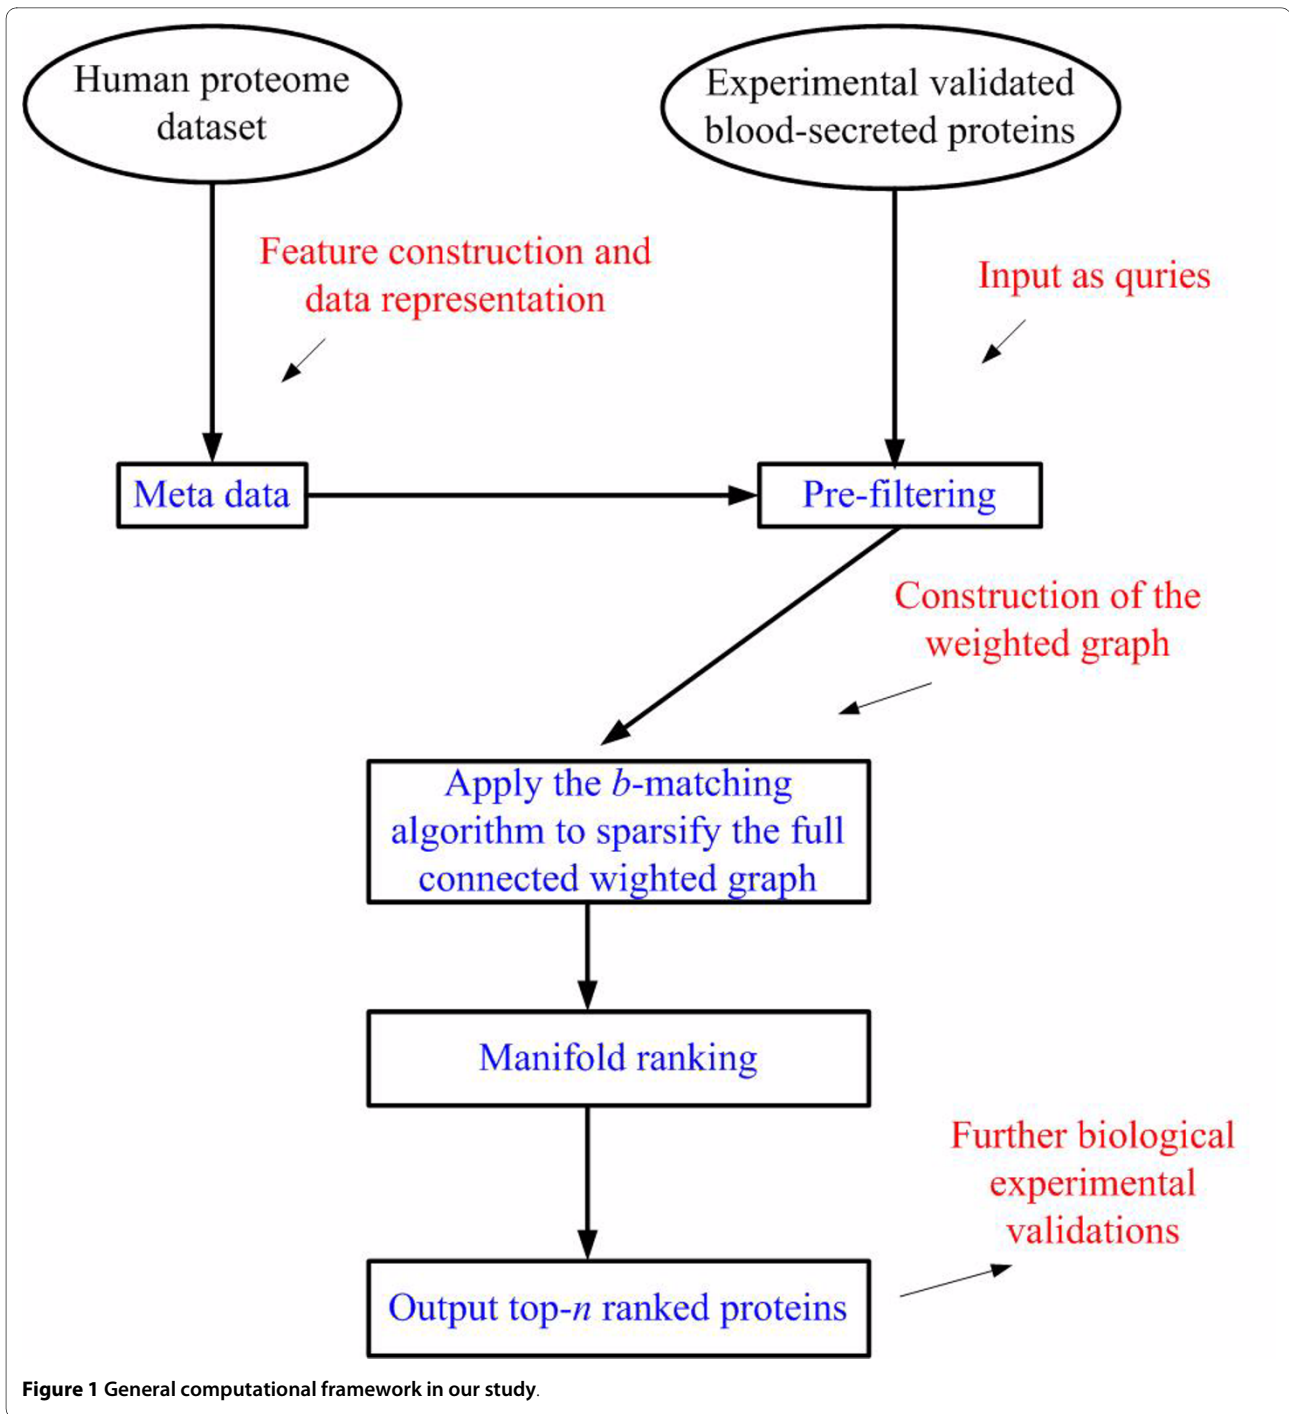 Human proteome
dataset
Experimental validated
blood-secreted proteins
Feature construction and
data representation
Input as quries
Meta data
Pre-filtering
Construction of the
weighted graph
Apply the b-matching
algorithm to sparsify the full
connected wighted graph
Manifold ranking
Further biological
experimental
validations
Output top-n ranked proteins
Figure 1 General computational framework in our study.